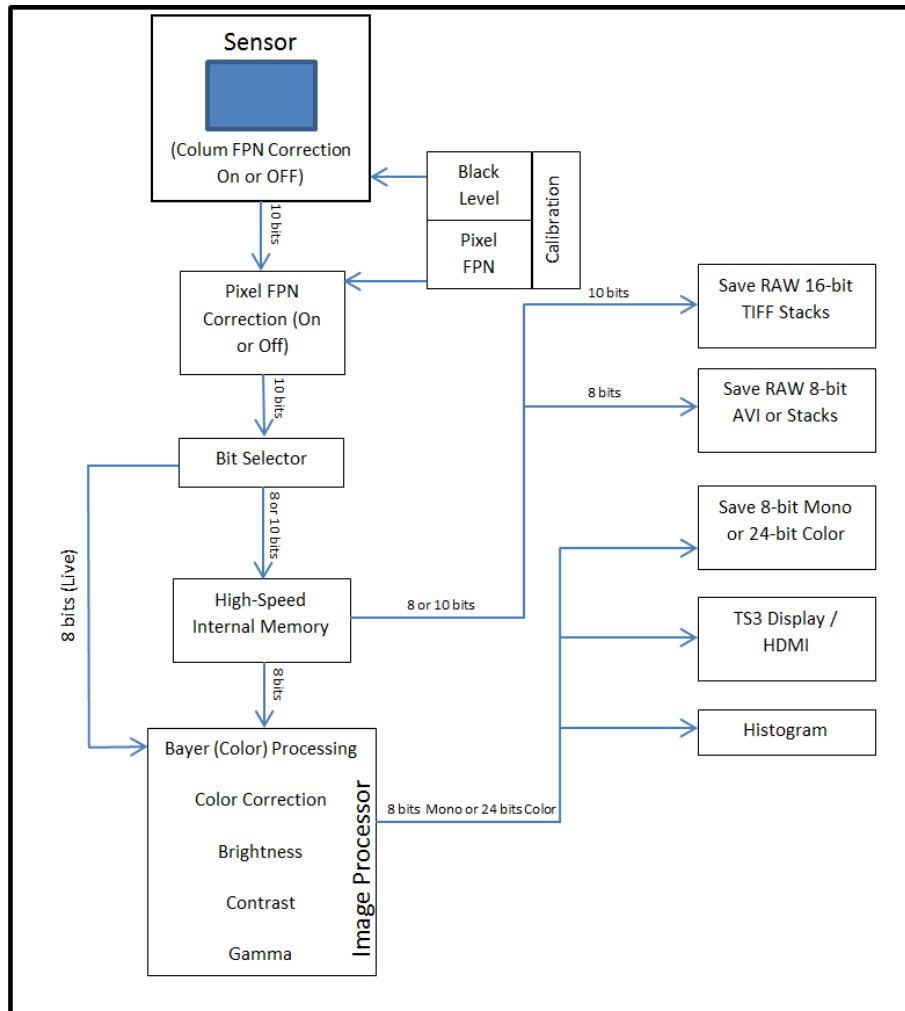 Sensor
(Colum FPN Correction
On or OFF)
Black
Level
Pixel
FPN
Calibration
10 bits
Pixel FPN
Correction (On
or Off)
10 bits
Save RAW 16-bit
TIFF Stacks
10 bits
8 bits
Save RAW 8-bit
AVI or Stacks
Bit Selector
8 or 10 bits
8 bits (Live)
Save 8-bit Mono
or 24-bit Color
High-Speed
Internal Memory
8 or 10 bits
TS3 Display /
HDMI
8 bits
Histogram
Bayer (Color) Processing
Color Correction
Brightness
Contrast
Gamma
Image Processor
8 bits Mono or 24 bits Color